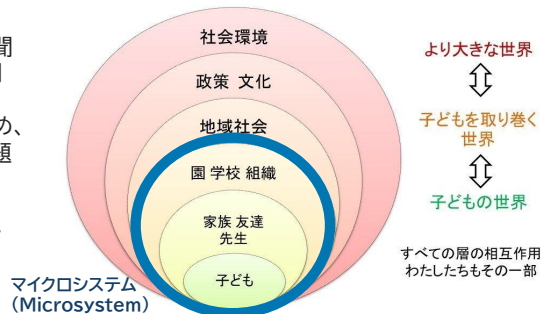 聞
め、
題
社会環境
政策 文化
地域社会
園 学校 組織
家族 友達
先生
子ども
マイクロシステム
(Microsystem)
より大きな世界
子どもを取り巻く
世界
子どもの世界
すべての層の相互作用
わたしたちもその一部